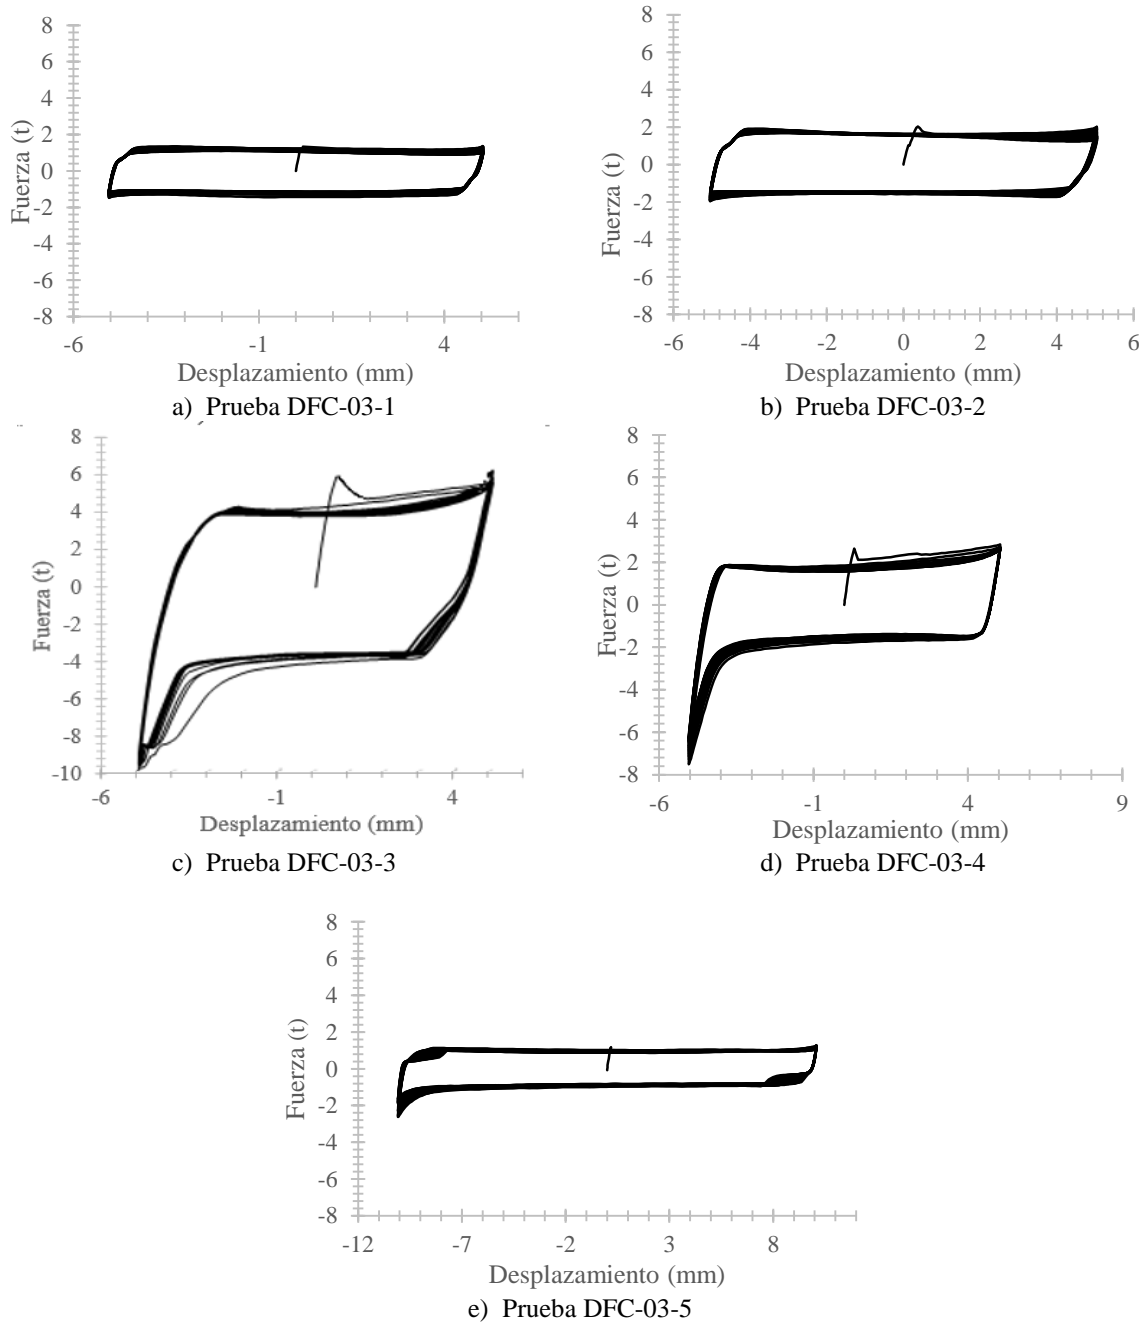 8
6
4
2
0
-2
-4
-6
-8
Fuerza (t)
-6 -1 4
Desplazamiento (mm)
a) Prueba DFC-03-1
8
6
4
2
0
-2
-4
-6
-8
Fuerza (t)
-6 -4 -2 0 2 4 6
Desplazamiento (mm)
b) Prueba DFC-03-2
8
6
4
2
0
-2
-4
-6
-8
-10
Fuerza (t)
-6 -1 4
Desplazamiento (mm)
c) Prueba DFC-03-3
8
6
4
2
0
-2
-4
-6
-8
Fuerza (t)
-6 -1 4 9
Desplazamiento (mm)
d) Prueba DFC-03-4
8
6
4
2
0
-2
-4
-6
-8
Fuerza (t)
-12 -7 -2 3 8
Desplazamiento (mm)
e) Prueba DFC-03-5